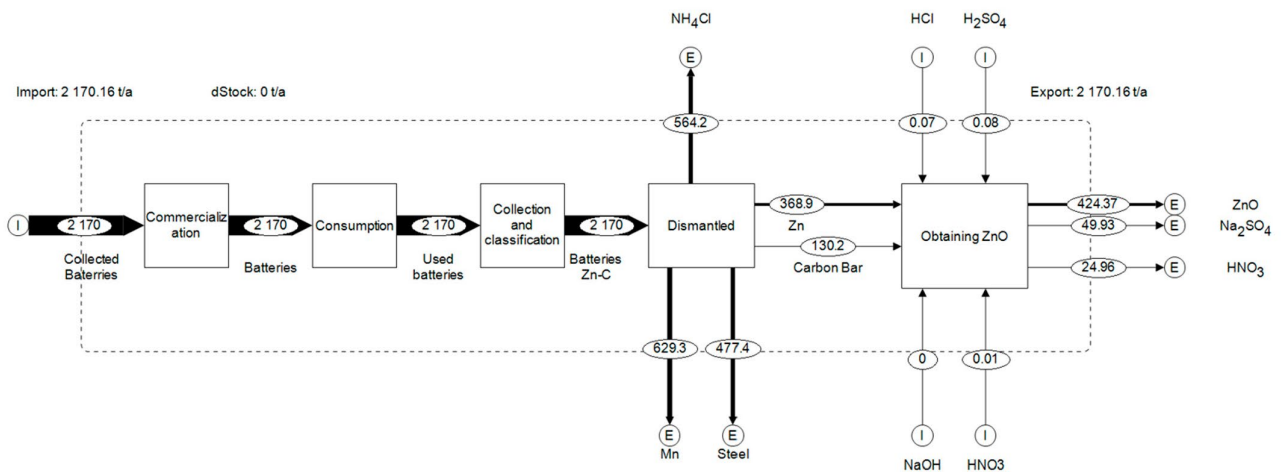 NH4Cl
HCl
H2SO4
E
I
I
Import: 2 170.16 t/a
dStock: 0 t/a
Export: 2 170.16 t/a
564.2
0.07
0.08
I
2 170
Commercializ
ation
2 170
Consumption
2 170
Collection
and
classification
2 170
Dismantled
368.9
Zn
130.2
Carbon Bar
Obtaining ZnO
424.37
E
ZnO
49.93
E
Na2SO4
24.96
E
HNO3
Collected
Baterries
Batteries
Used
batteries
Batteries
Zn-C
629.3
477.4
0
0.01
E
E
I
I
Mn
Steel
NaOH
HNO3